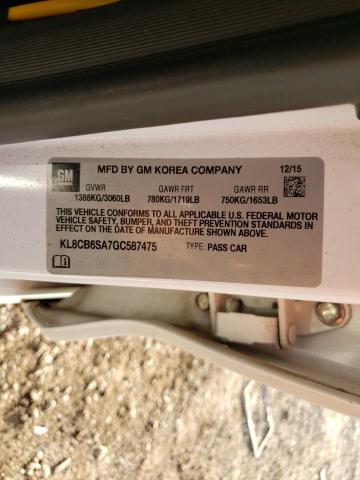 GM
MFD BY GM KOREA COMPANY 12/15
GVWR GAWR FRT GAWR RR
1388KG/3060LB 780KG/1719LB 750KG/1653LB
THIS VEHICLE CONFORMS TO ALL APPLICABLE U.S. FEDERAL MOTOR
VEHICLE SAFETY, BUMPER, AND THEFT PREVENTION STANDARDS IN
EFFECT ON THE DATE OF MANUFACTURE SHOWN ABOVE.
KL8CB6SA7GC587475 TYPE: PASS CAR